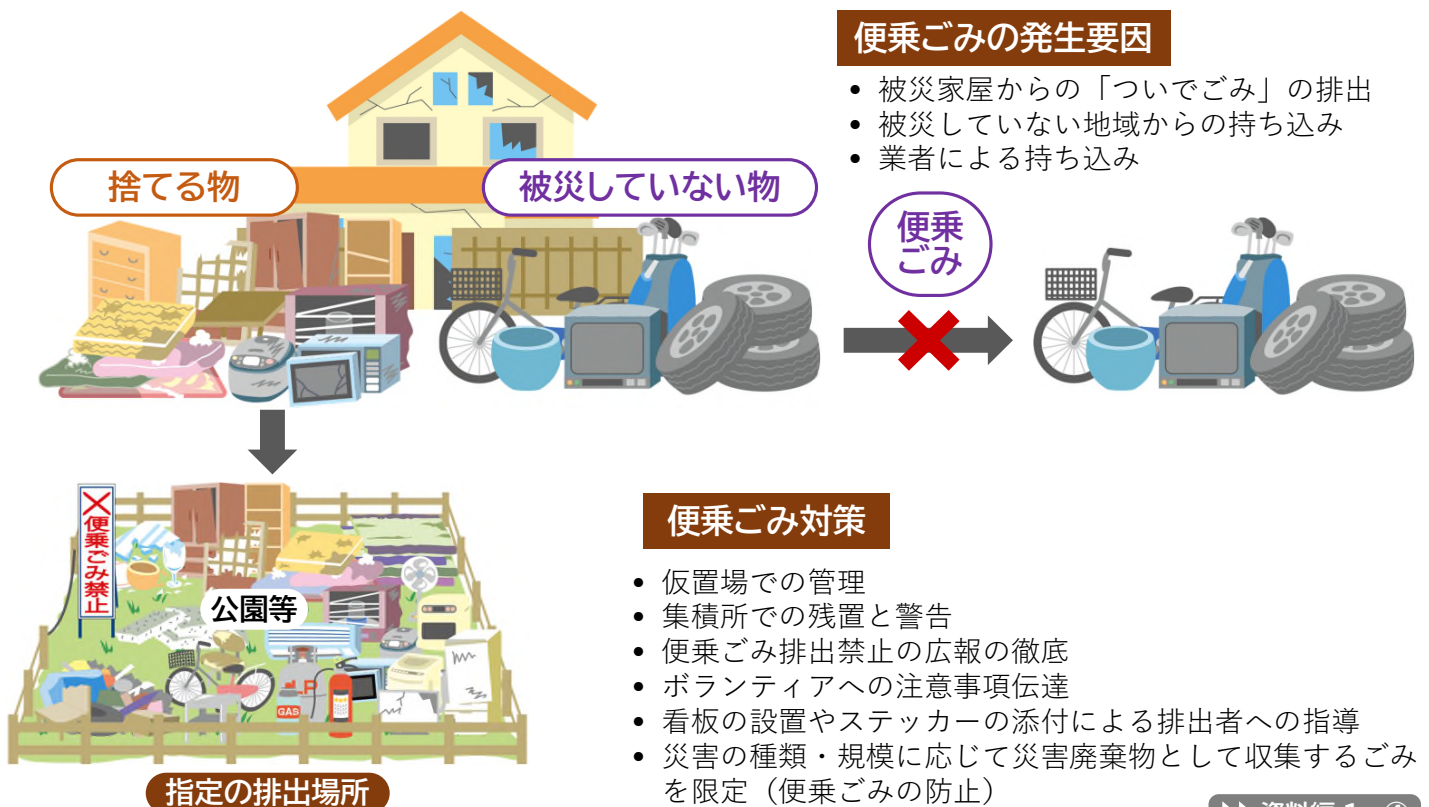 便乗ごみの発生要因
• 被災家屋からの「ついでごみ」の排出
• 被災していない地域からの持ち込み
• 業者による持ち込み
捨てる物
被災していない物
便乗
ごみ
×便乗ごみ禁止
公園等
LP
GAS
指定の排出場所
便乗ごみ対策
• 仮置場での管理
• 集積所での残置と警告
• 便乗ごみ排出禁止の広報の徹底
• ボランティアへの注意事項伝達
• 看板の設置やステッカーの添付による排出者への指導
• 災害の種類・規模に応じて災害廃棄物として収集するごみ
を限定（便乗ごみの防止）